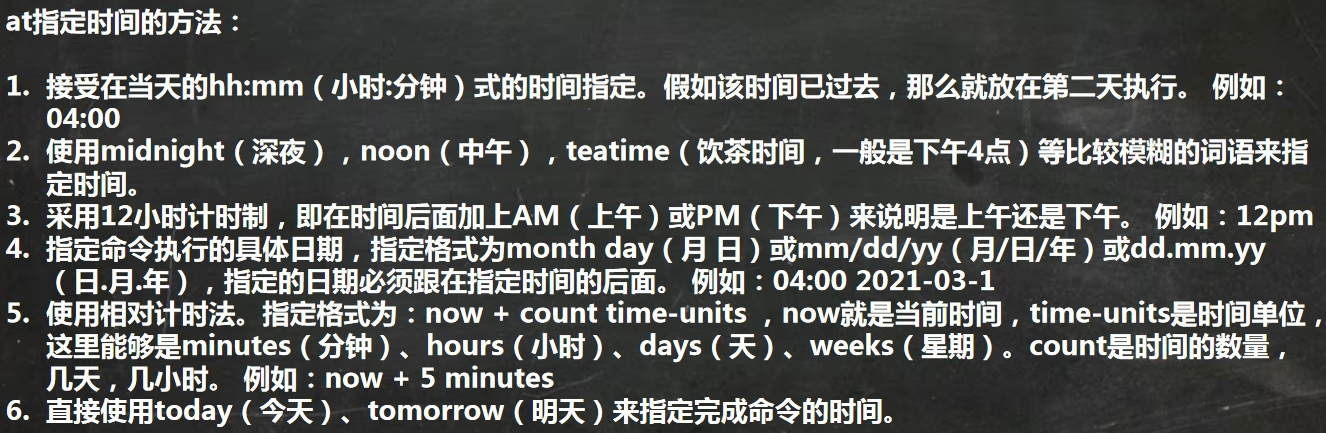 at指定时间的方法：
1. 接受在当天的hh:mm（小时:分钟）式的时间指定。假如该时间已过去，那么就放在第二天执行。 例如：
04:00
2. 使用midnight（深夜），noon（中午），teatime（饮茶时间，一般是下午4点）等比较模糊的词语来指
定时间。
3. 采用12小时计时制，即在时间后面加上AM（上午）或PM（下午）来说明是上午还是下午。 例如：12pm
4. 指定命令执行的具体日期，指定格式为month day（月 日）或mm/dd/yy（月/日/年）或dd.mm.yy
（日.月.年），指定的日期必须跟在指定时间的后面。 例如：04:00 2021-03-1
5. 使用相对计时法。指定格式为：now + count time-units ，now就是当前时间，time-units是时间单位，
这里能够是minutes（分钟）、hours（小时）、days（天）、weeks（星期）。count是时间的数量，
几天，几小时。 例如：now + 5 minutes
6. 直接使用today（今天）、tomorrow（明天）来指定完成命令的时间。